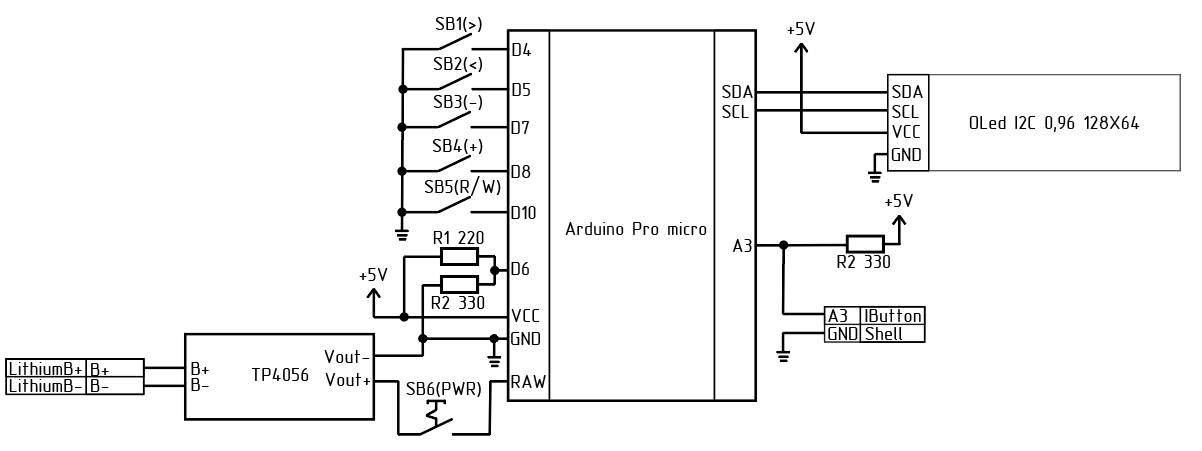 SB1(>)
D4
SB2(<)
D5
SB3(-)
D7
SB4(+)
D8
SB5(R/W)
D10
R1 220
D6
R2 330
+5V
VCC
GND
RAW
Arduino Pro micro
SDA
SCL
A3
+5V
SDA
SCL
VCC
GND
OLed I2C 0,96 128X64
+5V
R2 330
A3 IButton
GND Shell
LithiumB+ B+
LithiumB- B-
B+
B-
TP4056
Vout-
Vout+
SB6(PWR)